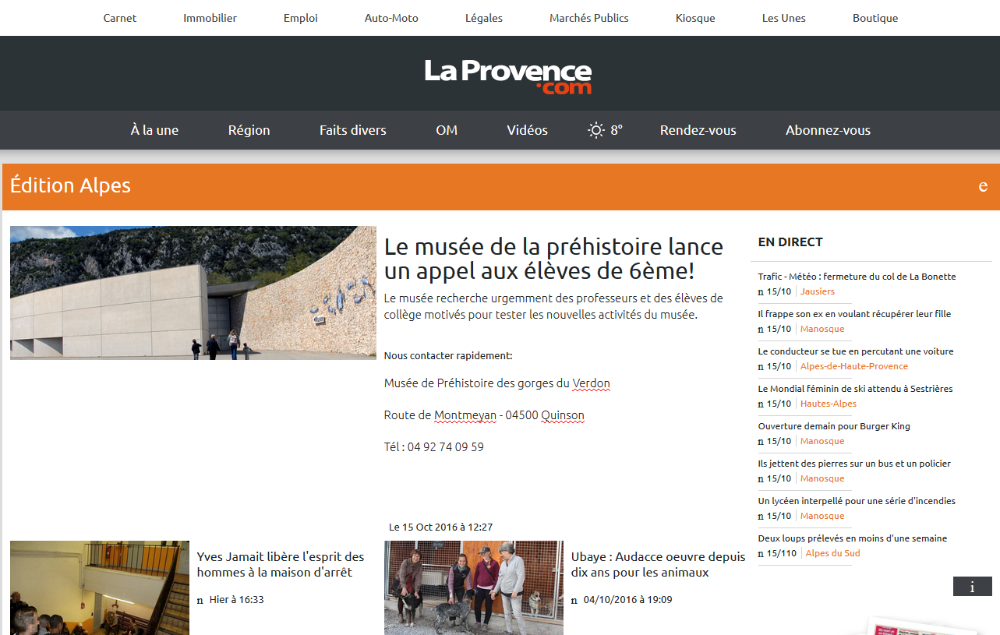 Carnet Immobilier Emploi Auto-Moto Légales Marchés Publics Kiosque Les Unes Boutique
La Provence
.com
À la une Région Faits divers OM Vidéos 8° Rendez-vous Abonnez-vous
Édition Alpes e
Le musée de la préhistoire lance
un appel aux élèves de 6ème!
Le musée recherche urgemment des professeurs et des élèves de
collège motivés pour tester les nouvelles activités du musée.
Nous contacter rapidement:
Musée de Préhistoire des gorges du Verdon
Route de Montmeyan - 04500 Quinson
Tél : 04 92 74 09 59
Le 15 Oct 2016 à 12:27
EN DIRECT
Trafic - Météo : fermeture du col de La Bonette
n 15/10 Jausiers
Il frappe son ex en voulant récupérer leur fille
n 15/10 Manosque
Le conducteur se tue en percutant une voiture
n 15/10 Alpes-de-Haute-Provence
Le Mondial féminin de ski attendu à Sestrières
n 15/10 Hautes-Alpes
Ouverture demain pour Burger King
n 15/10 Manosque
Ils jettent des pierres sur un bus et un policier
n 15/10 Manosque
Un lycéen interpellé pour une série d'incendies
n 15/10 Manosque
Deux loups prélevés en moins d'une semaine
n 15/110 Alpes du Sud
i
Yves Jamait libère l'esprit des
hommes à la maison d'arrêt
n Hier à 16:33
Ubaye : Audacce oeuvre depuis
dix ans pour les animaux
n 04/10/2016 à 19:09